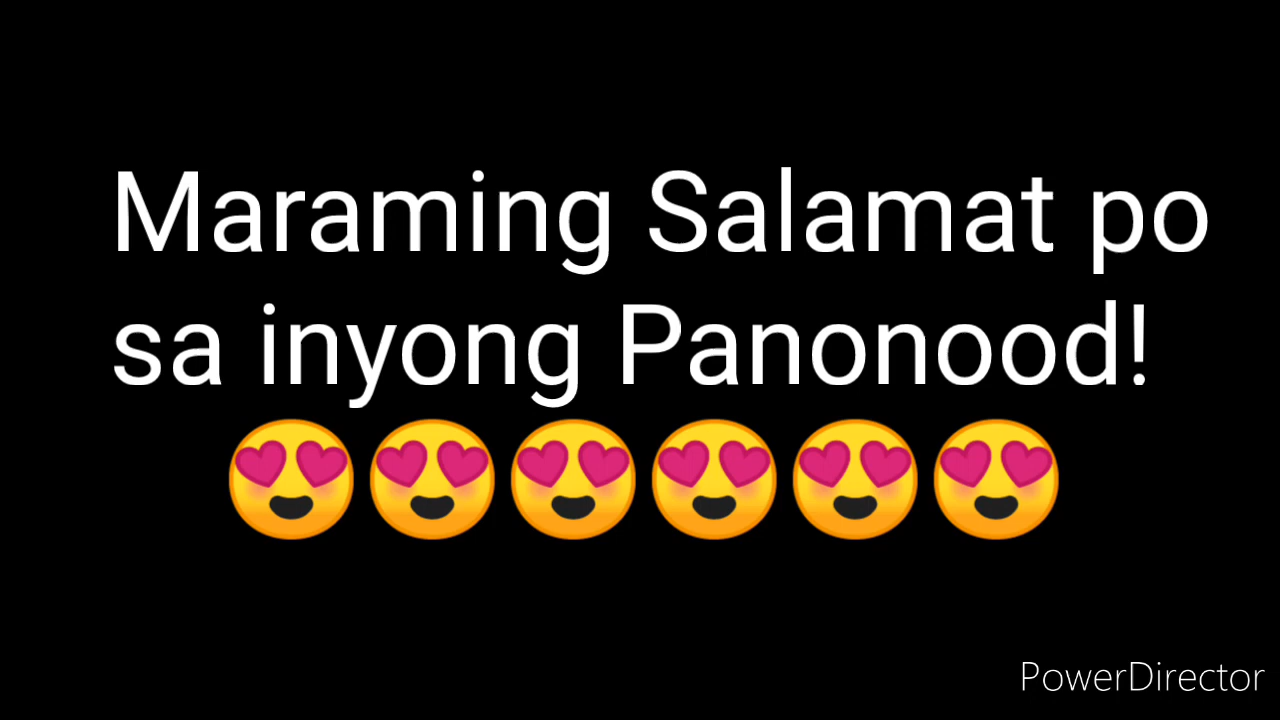 Maraming Salamat po
sa inyong Panonood!
😍😍😍😍😍😍
PowerDirector